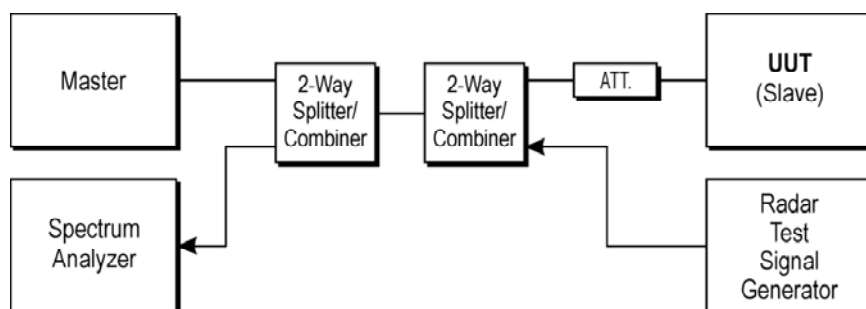 Master
2-Way
Splitter/
Combiner
2-Way
Splitter/
Combiner
ATT.
UUT
(Slave)
Spectrum
Analyzer
Radar
Test
Signal
Generator